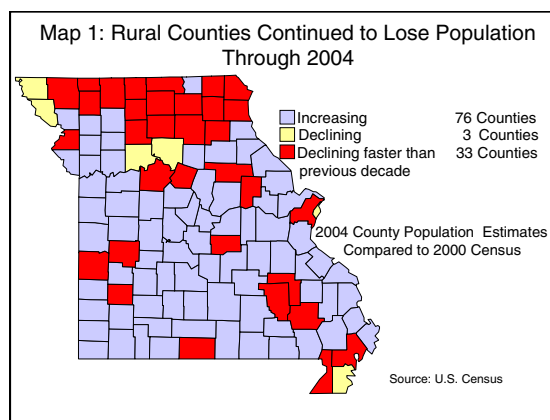 Map 1: Rural Counties Continued to Lose Population
Through 2004
Increasing 76 Counties
Declining 3 Counties
Declining faster than 33 Counties
previous decade
2004 County Population Estimates
Compared to 2000 Census
Source: U.S. Census